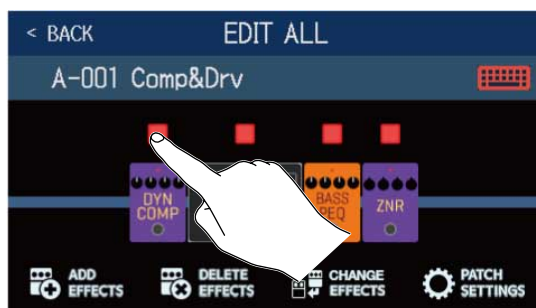 < BACK
EDIT ALL
A-001 Comp&Drv
DYN
COMP
BASS
PEQ
ZNR
ADD
EFFECTS
DELETE
EFFECTS
CHANGE
EFFECTS
PATCH
SETTINGS